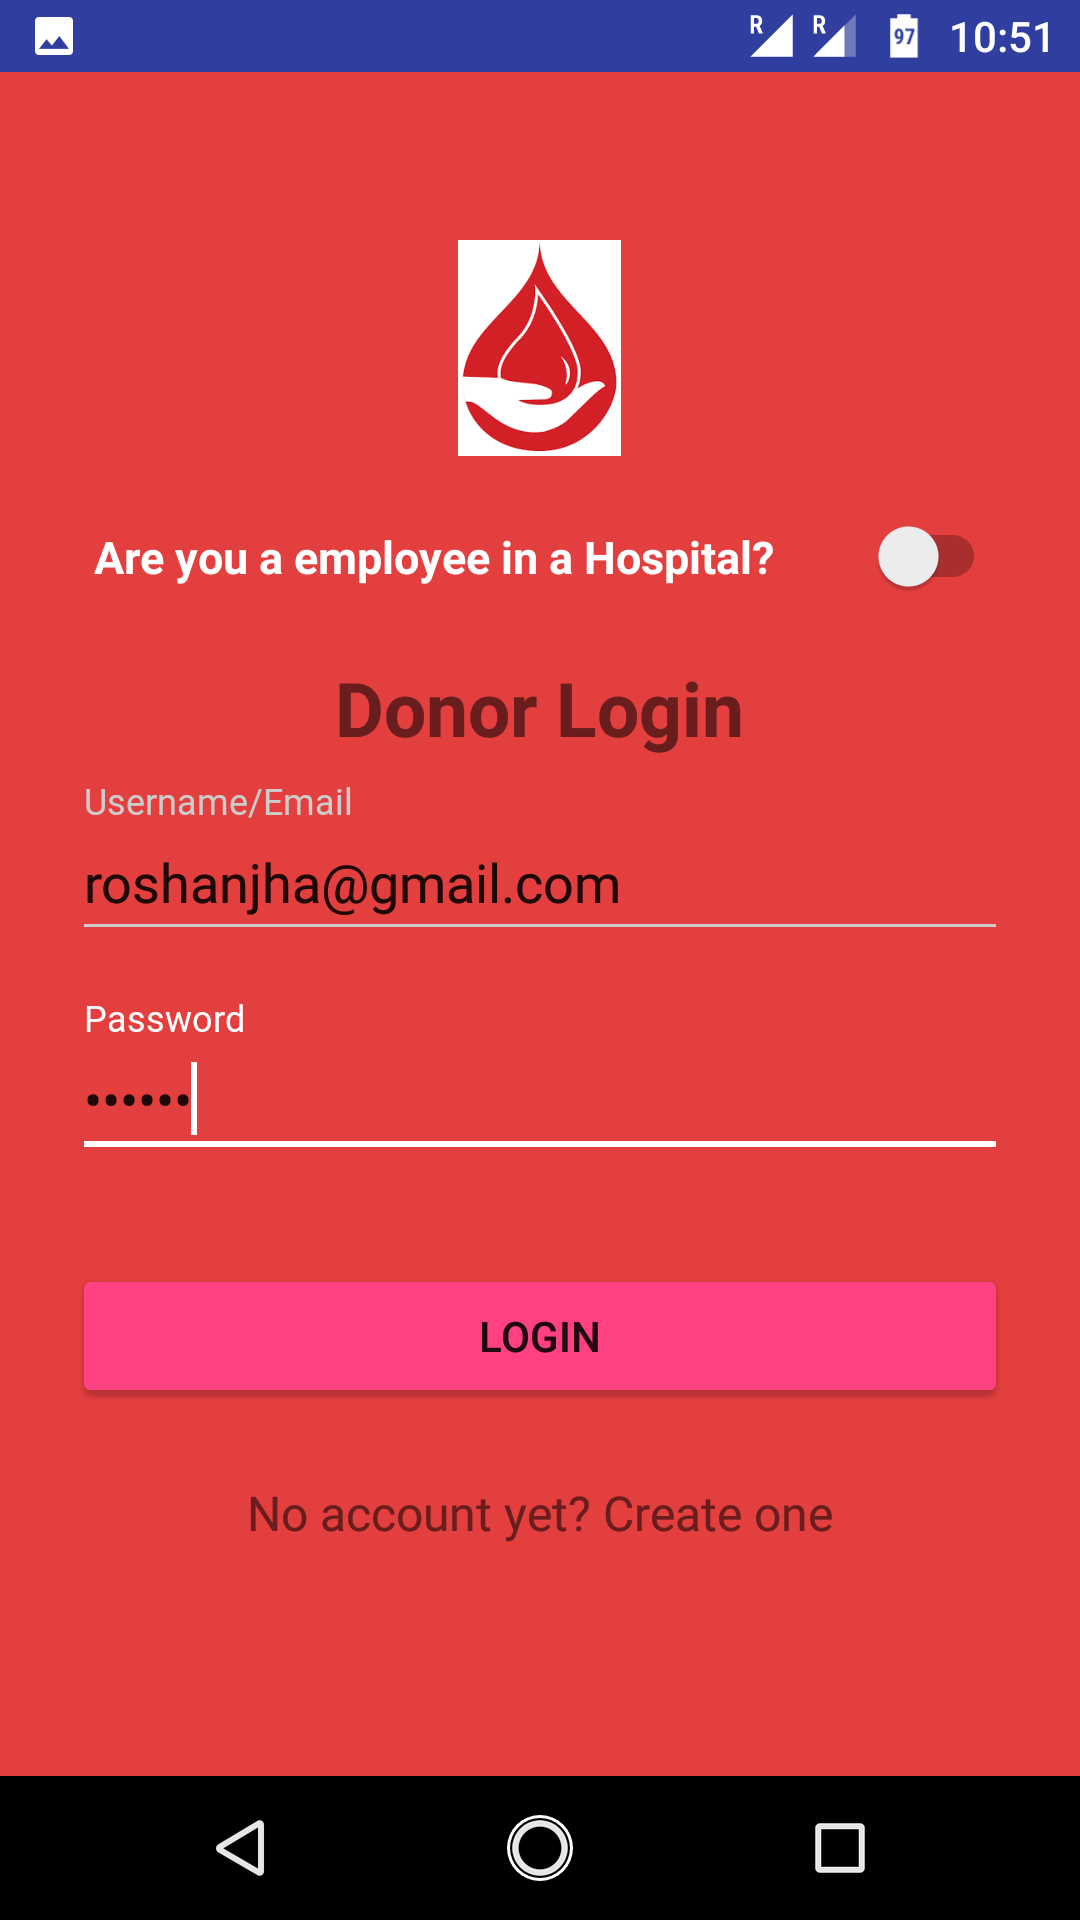 R R 97 10:51
Are you a employee in a Hospital?
Donor Login
Username/Email
roshanjha@gmail.com
Password
••••••
LOGIN
No account yet? Create one